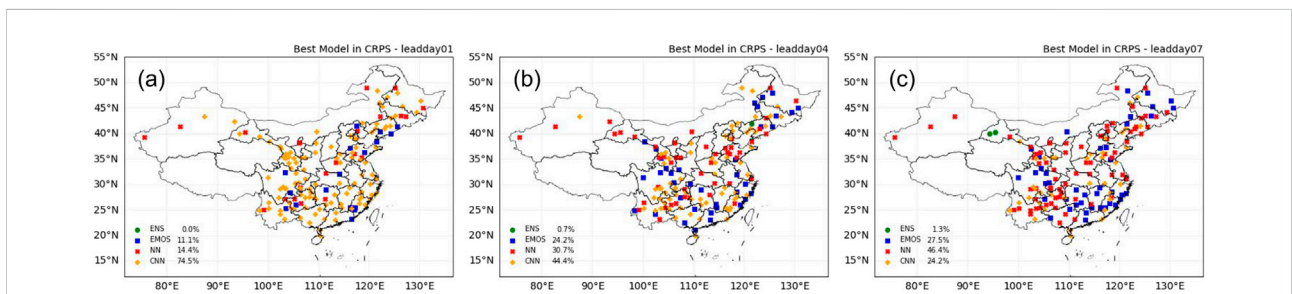 Best Model in CRPS - leadday01
(a)
55°N
50°N
45°N
40°N
35°N
30°N
25°N
20°N
15°N
ENS 0.0%
EMOS 11.1%
NN 14.4%
CNN 74.5%
80°E 90°E 100°E 110°E 120°E 130°E
Best Model in CRPS - leadday04
(b)
55°N
50°N
45°N
40°N
35°N
30°N
25°N
20°N
15°N
ENS 0.7%
EMOS 24.2%
NN 30.7%
CNN 44.4%
80°E 90°E 100°E 110°E 120°E 130°E
Best Model in CRPS - leadday07
(c)
55°N
50°N
45°N
40°N
35°N
30°N
25°N
20°N
15°N
ENS 1.3%
EMOS 27.5%
NN 46.4%
CNN 24.2%
80°E 90°E 100°E 110°E 120°E 130°E